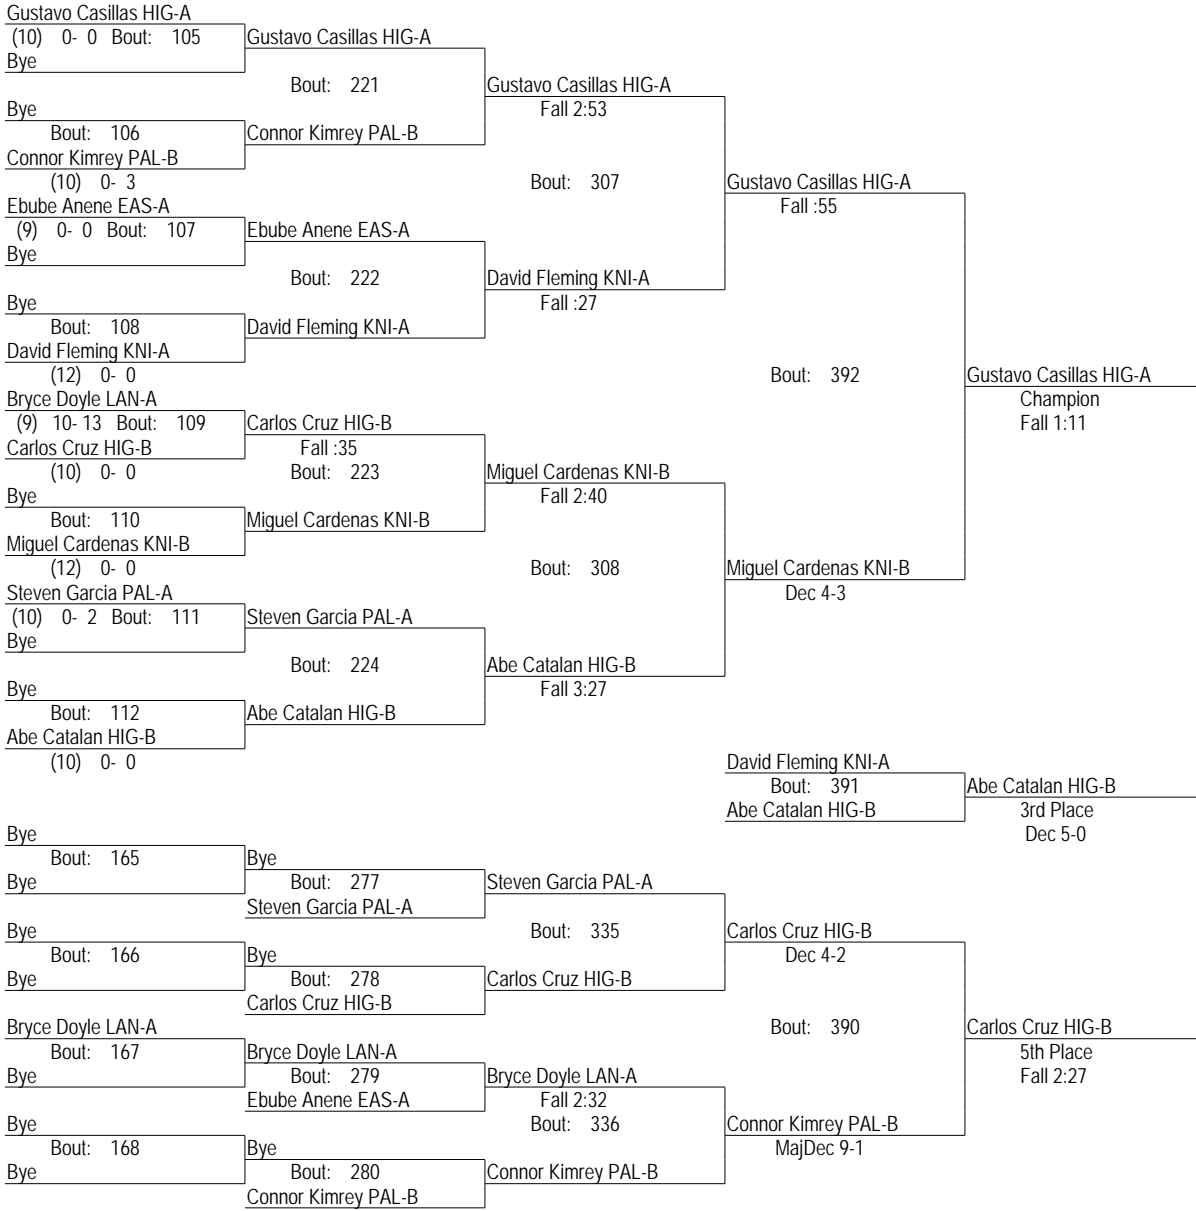 Gustavo Casillas HIG-A
(10) 0- 0 Bout: 105 Gustavo Casillas HIG-A
Bye
Bout: 221 Gustavo Casillas HIG-A
Bye Fall 2:53
Bout: 106 Connor Kimrey PAL-B
Connor Kimrey PAL-B
(10) 0- 3 Bout: 307 Gustavo Casillas HIG-A
Ebube Anene EAS-A Fall :55
(9) 0- 0 Bout: 107 Ebube Anene EAS-A
Bye
Bout: 222 David Fleming KNI-A
Bye Fall :27
Bout: 108 David Fleming KNI-A
David Fleming KNI-A
(12) 0- 0 Bout: 392 Gustavo Casillas HIG-A
Bryce Doyle LAN-A Champion
(9) 10- 13 Bout: 109 Carlos Cruz HIG-B Fall 1:11
Carlos Cruz HIG-B Fall :35
(10) 0- 0 Bout: 223 Miguel Cardenas KNI-B
Bye Fall 2:40
Bout: 110 Miguel Cardenas KNI-B
Miguel Cardenas KNI-B
(12) 0- 0 Bout: 308 Miguel Cardenas KNI-B
Steven Garcia PAL-A Dec 4-3
(10) 0- 2 Bout: 111 Steven Garcia PAL-A
Bye
Bout: 224 Abe Catalan HIG-B
Bye Fall 3:27
Bout: 112 Abe Catalan HIG-B
Abe Catalan HIG-B
(10) 0- 0 David Fleming KNI-A
Bout: 391 Abe Catalan HIG-B
Abe Catalan HIG-B 3rd Place
Bye Dec 5-0
Bout: 165 Bye
Bye Bout: 277 Steven Garcia PAL-A
Steven Garcia PAL-A
Bye Bout: 335 Carlos Cruz HIG-B
Bout: 166 Bye Dec 4-2
Bye Bout: 278 Carlos Cruz HIG-B
Carlos Cruz HIG-B
Bryce Doyle LAN-A Bout: 390 Carlos Cruz HIG-B
Bout: 167 Bryce Doyle LAN-A 5th Place
Bye Bout: 279 Bryce Doyle LAN-A Fall 2:27
Ebube Anene EAS-A Fall 2:32
Bye Bout: 336 Connor Kimrey PAL-B
Bout: 168 Bye MajDec 9-1
Bye Bout: 280 Connor Kimrey PAL-B
Connor Kimrey PAL-B